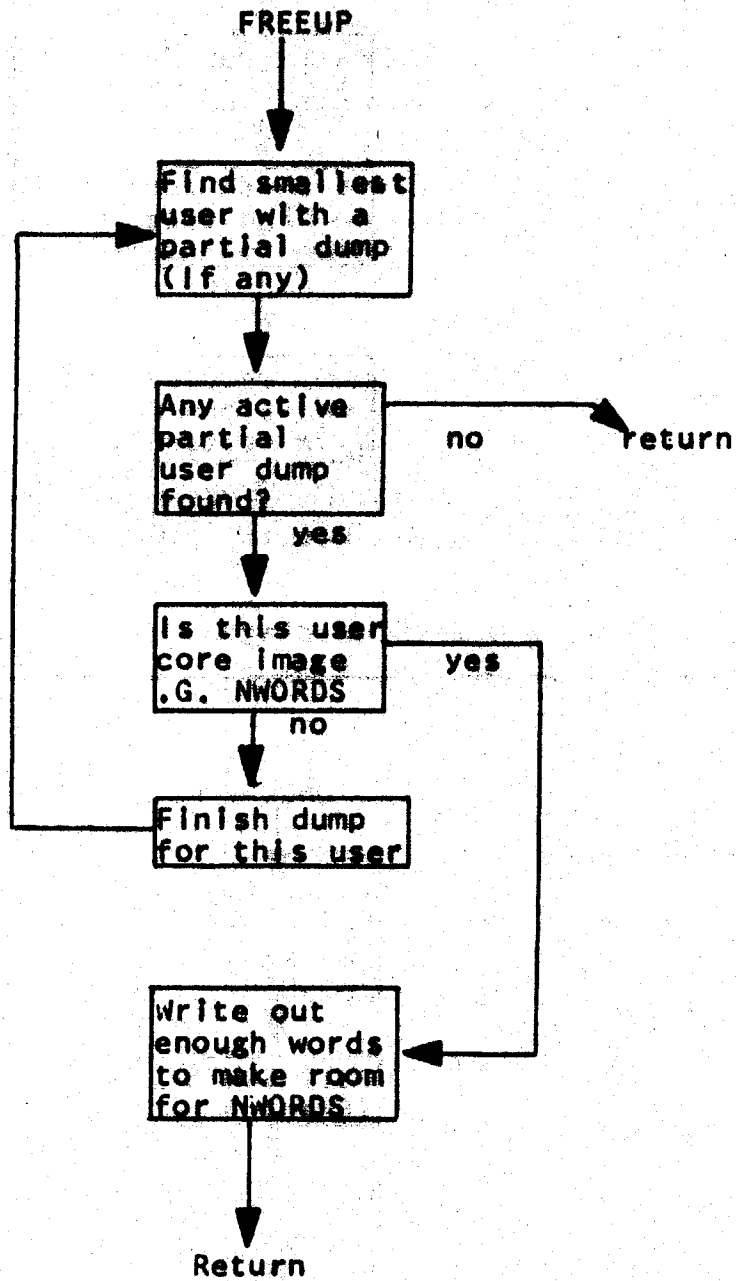 FREEUP
Find smallest
user with a
partial dump
(if any)
Any active
partial
user dump
found?
no
return
yes
Is this user
core image
.G. NWORDS
yes
no
Finish dump
for this user
Write out
enough words
to make room
for NWORDS
Return